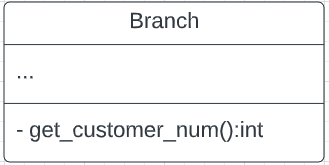 Branch
...
- get_customer_num():int